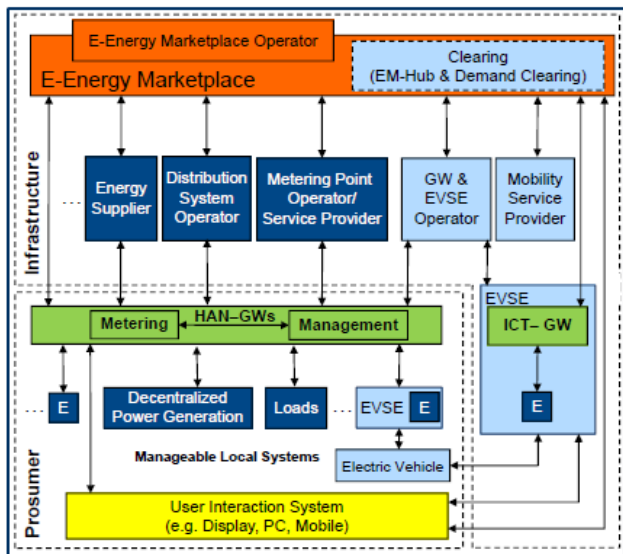 E-Energy Marketplace Operator
E-Energy Marketplace
Clearing
(EM-Hub & Demand Clearing)
Infrastructure
...
Energy
Supplier
Distribution
System
Operator
Metering Point
Operator/
Service Provider
GW &
EVSE
Operator
Mobility
Service
Provider
Prosumer
Metering
HAN–GWs
Management
EVSE
ICT– GW
E
...
E
Decentralized
Power Generation
Loads
...
EVSE
E
Manageable Local Systems
Electric Vehicle
User Interaction System
(e.g. Display, PC, Mobile)